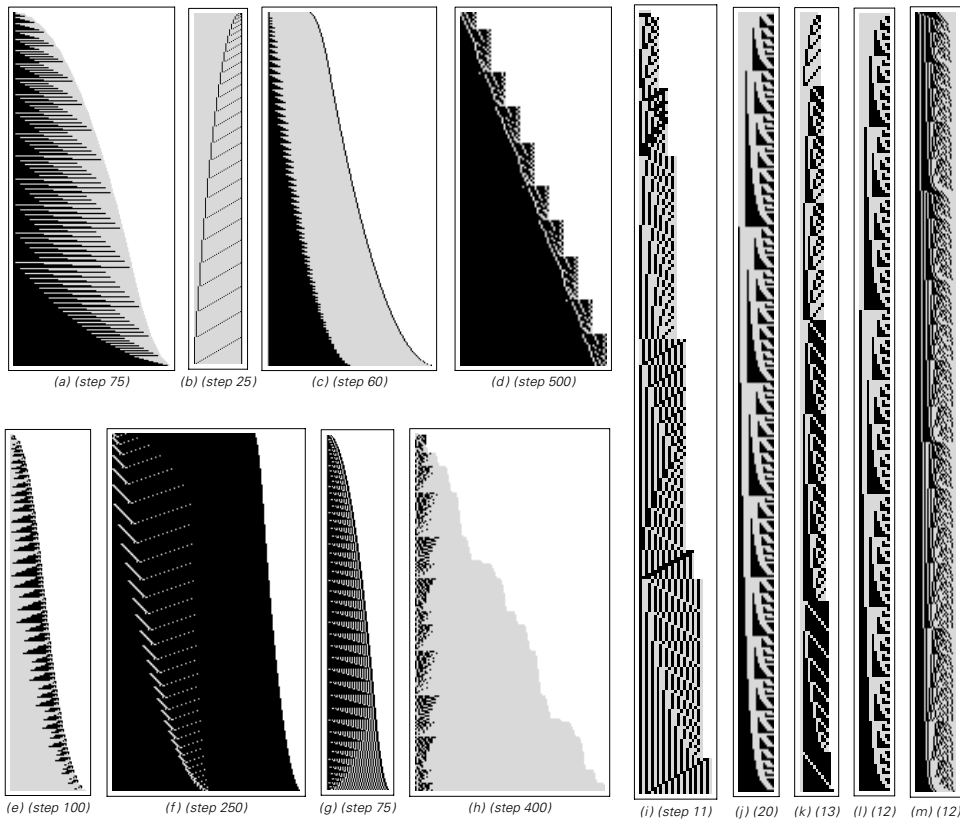 (a) (step 75)
(b) (step 25)
(c) (step 60)
(d) (step 500)
(e) (step 100)
(f) (step 250)
(g) (step 75)
(h) (step 400)
(i) (step 11)
(j) (20)
(k) (13)
(l) (12)
(m) (12)